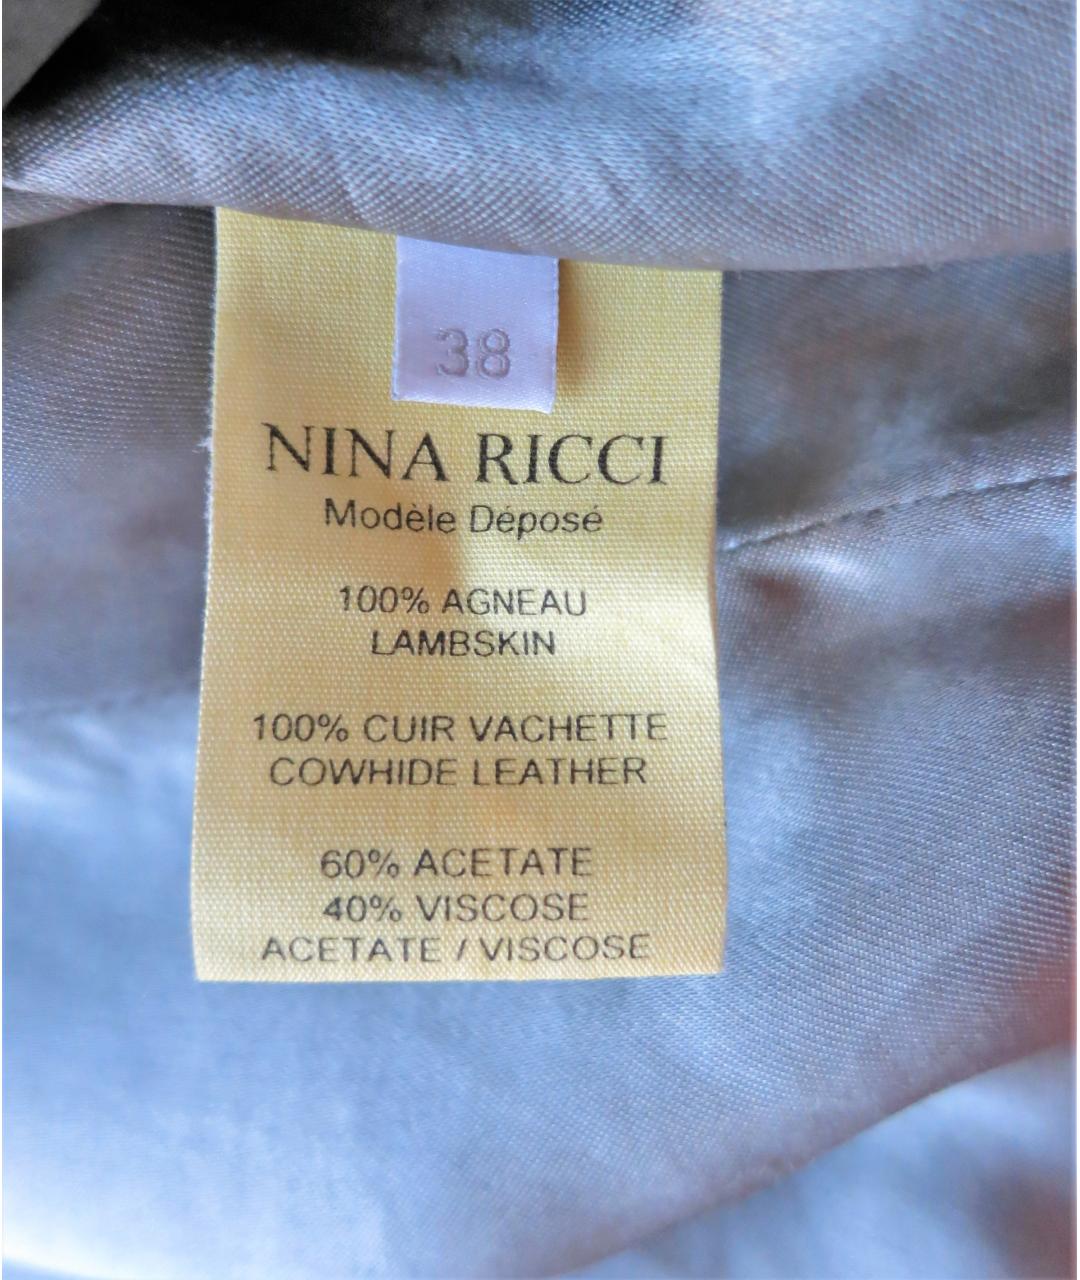 38
NINA RICCI
Modèle Déposé
100% AGNEAU
LAMBSKIN
100% CUIR VACHETTE
COWHIDE LEATHER
60% ACETATE
40% VISCOSE
ACETATE / VISCOSE